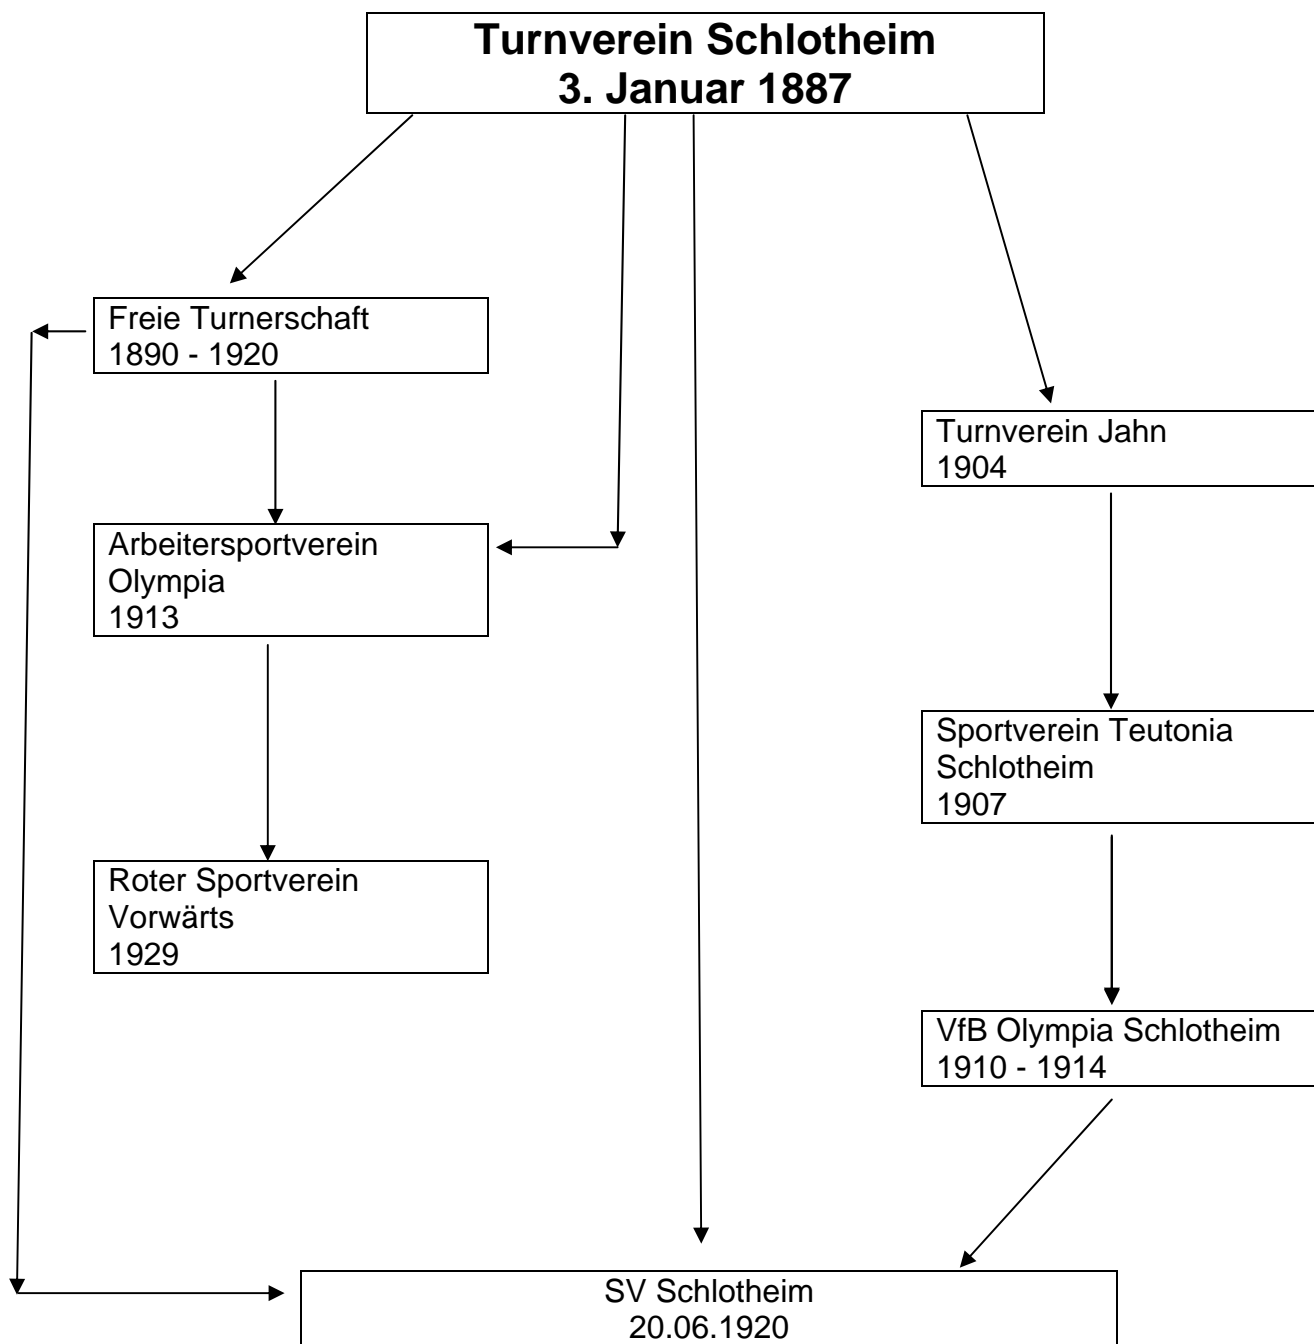 Turnverein Schlotheim
3. Januar 1887
Freie Turnerschaft
1890 - 1920
Turnverein Jahn
1904
Arbeitersportverein
Olympia
1913
Sportverein Teutonia
Schlotheim
1907
Roter Sportverein
Vorwärts
1929
VfB Olympia Schlotheim
1910 - 1914
SV Schlotheim
20.06.1920